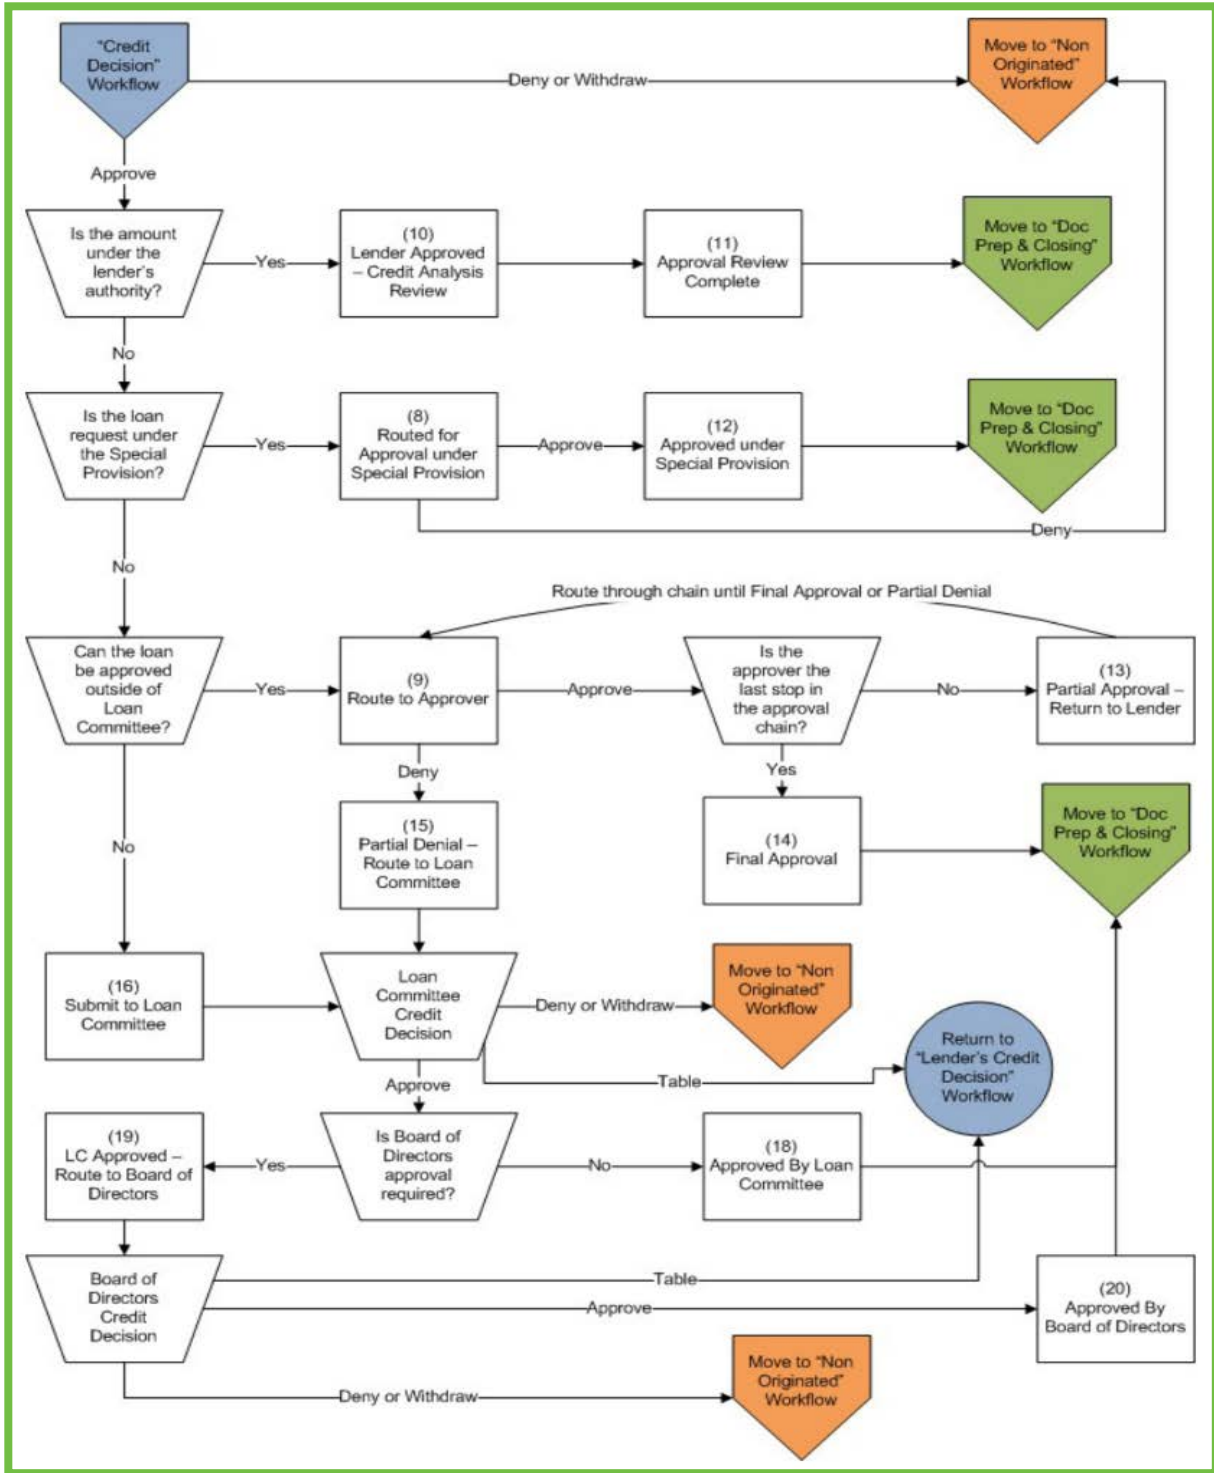 “Credit
Decision”
Workflow
Deny or Withdraw
Move to “Non
Originated”
Workflow
Approve
Is the amount
under the
lender’s
authority?
Yes
(10)
Lender Approved
– Credit Analysis
Review
(11)
Approval Review
Complete
Move to “Doc
Prep & Closing”
Workflow
No
Is the loan
request under
the Special
Provision?
Yes
(8)
Routed for
Approval under
Special Provision
Approve
(12)
Approved under
Special Provision
Move to “Doc
Prep & Closing”
Workflow
Deny
No
Route through chain until Final Approval or Partial Denial
Can the loan
be approved
outside of
Loan
Committee?
Yes
(9)
Route to Approver
Approve
Is the
approver the
last stop in
the approval
chain?
No
(13)
Partial Approval –
Return to Lender
Deny
Yes
(15)
Partial Denial –
Route to Loan
Committee
(14)
Final Approval
Move to “Doc
Prep & Closing”
Workflow
No
(16)
Submit to Loan
Committee
Loan
Committee
Credit
Decision
Deny or Withdraw
Move to “Non
Originated”
Workflow
Return to
“Lender’s Credit
Decision”
Workflow
Table
Approve
(19)
LC Approved –
Route to Board of
Directors
Yes
Is Board of
Directors
approval
required?
No
(18)
Approved By Loan
Committee
Board of
Directors
Credit
Decision
Table
Approve
(20)
Approved By
Board of Directors
Deny or Withdraw
Move to “Non
Originated”
Workflow